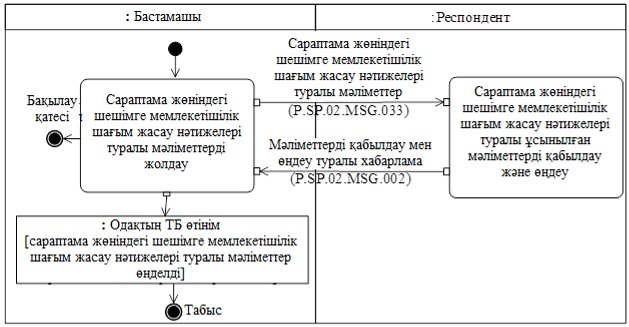 : Бастамашы
:Респондент
Сараптама жөніндегі
шешімге мемлекетішілік
шағым жасау нәтижелері
туралы мәліметтер
(P.SP.02.MSG.033)
Бақылау
қатесі
Сараптама жөніндегі
шешімге мемлекетішілік
шағым жасау нәтижелері
туралы мәліметтерді
жолдау
Сараптама жөніндегі
шешімге мемлекетішілік
шағым жасау нәтижелері
туралы ұсынылған
мәліметтерді қабылдау
және өңдеу
Мәліметтерді қабылдау мен
өңдеу туралы хабарлама
(P.SP.02.MSG.002)
: Одақтың ТБ өтінім
[сараптама жөніндегі шешімге мемлекетішілік
шағым жасау нәтижелері туралы мәліметтер
өңделді]
Табыс